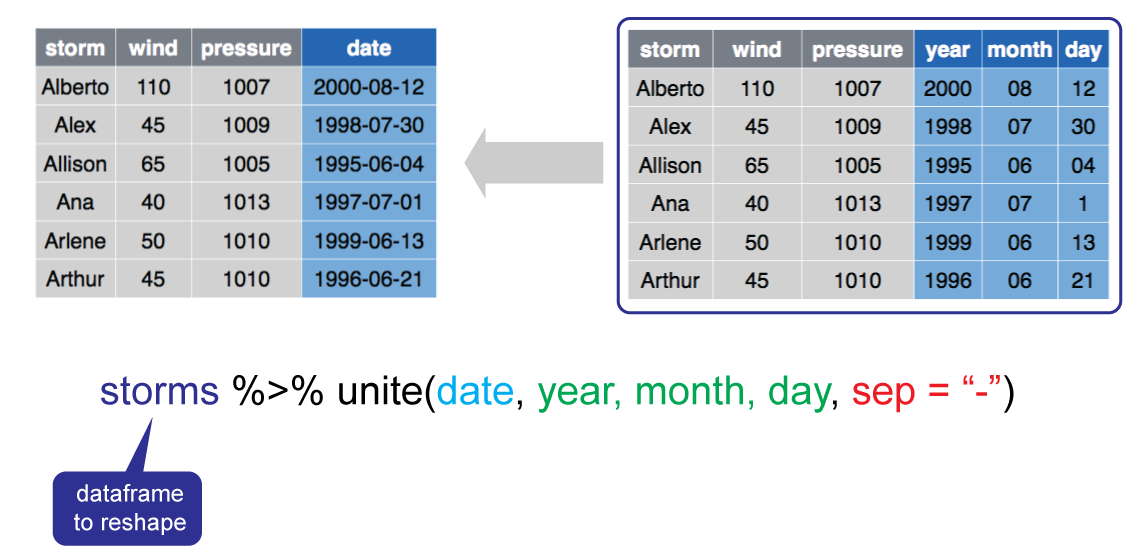 storm wind pressure date
Alberto 110 1007 2000-08-12
Alex 45 1009 1998-07-30
Allison 65 1005 1995-06-04
Ana 40 1013 1997-07-01
Arlene 50 1010 1999-06-13
Arthur 45 1010 1996-06-21
storm wind pressure year month day
Alberto 110 1007 2000 08 12
Alex 45 1009 1998 07 30
Allison 65 1005 1995 06 04
Ana 40 1013 1997 07 1
Arlene 50 1010 1999 06 13
Arthur 45 1010 1996 06 21
storms %>% unite(date, year, month, day, sep = “-”)
dataframe
to reshape